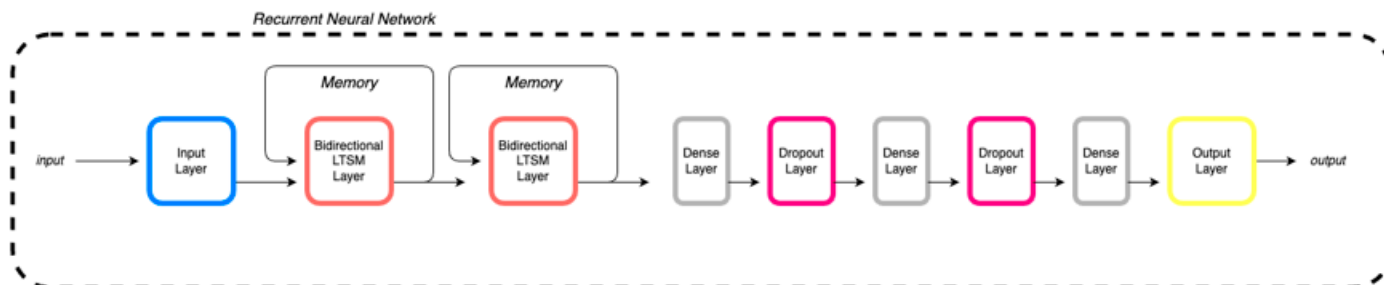 Recurrent Neural Network
Memory
Memory
input
Input
Layer
Bidirectional
LTSM
Layer
Bidirectional
LTSM
Layer
Dense
Layer
Dropout
Layer
Dense
Layer
Dropout
Layer
Dense
Layer
Output
Layer
output